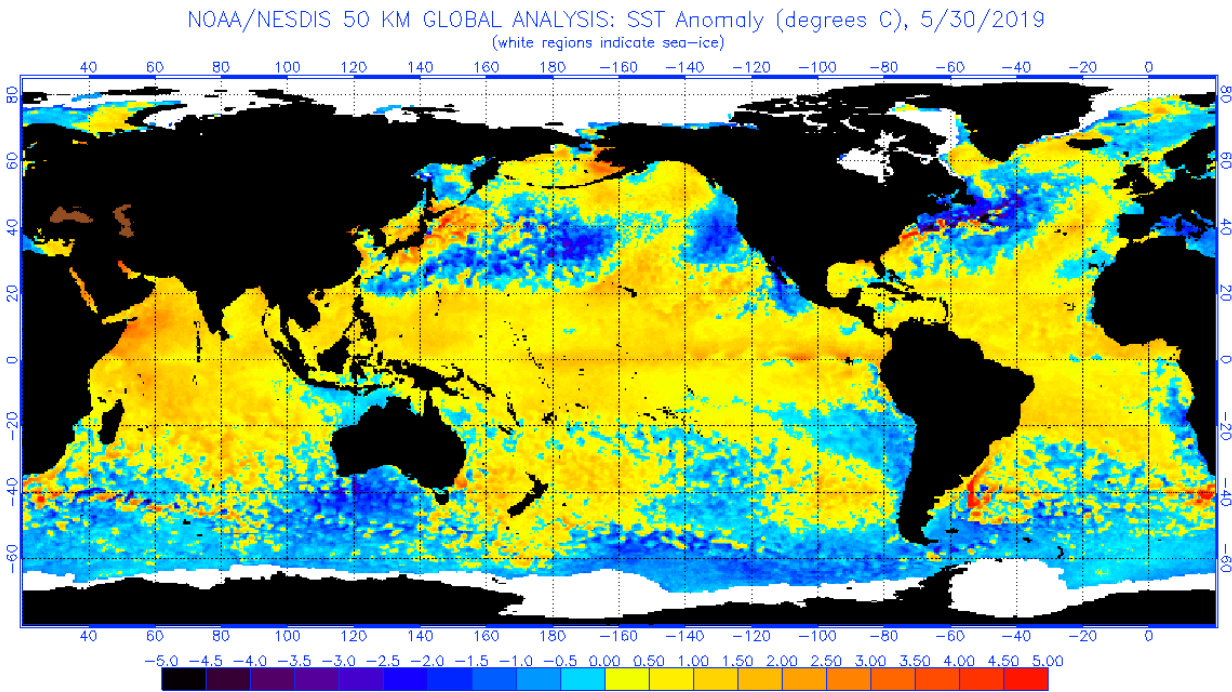 NOAA/NESDIS 50 KM GLOBAL ANALYSIS: SST Anomaly (degrees C), 5/30/2019
(white regions indicate sea-ice)
40 60 80 100 120 140 160 180 -160 -140 -120 -100 -80 -60 -40 -20 0
80 80
60 60
40 40
20 20
0 0
-20 -20
-40 -40
-60 -60
40 60 80 100 120 140 160 180 -160 -140 -120 -100 -80 -60 -40 -20 0
-5.0 -4.5 -4.0 -3.5 -3.0 -2.5 -2.0 -1.5 -1.0 -0.5 0.00 0.50 1.00 1.50 2.00 2.50 3.00 3.50 4.00 4.50 5.00